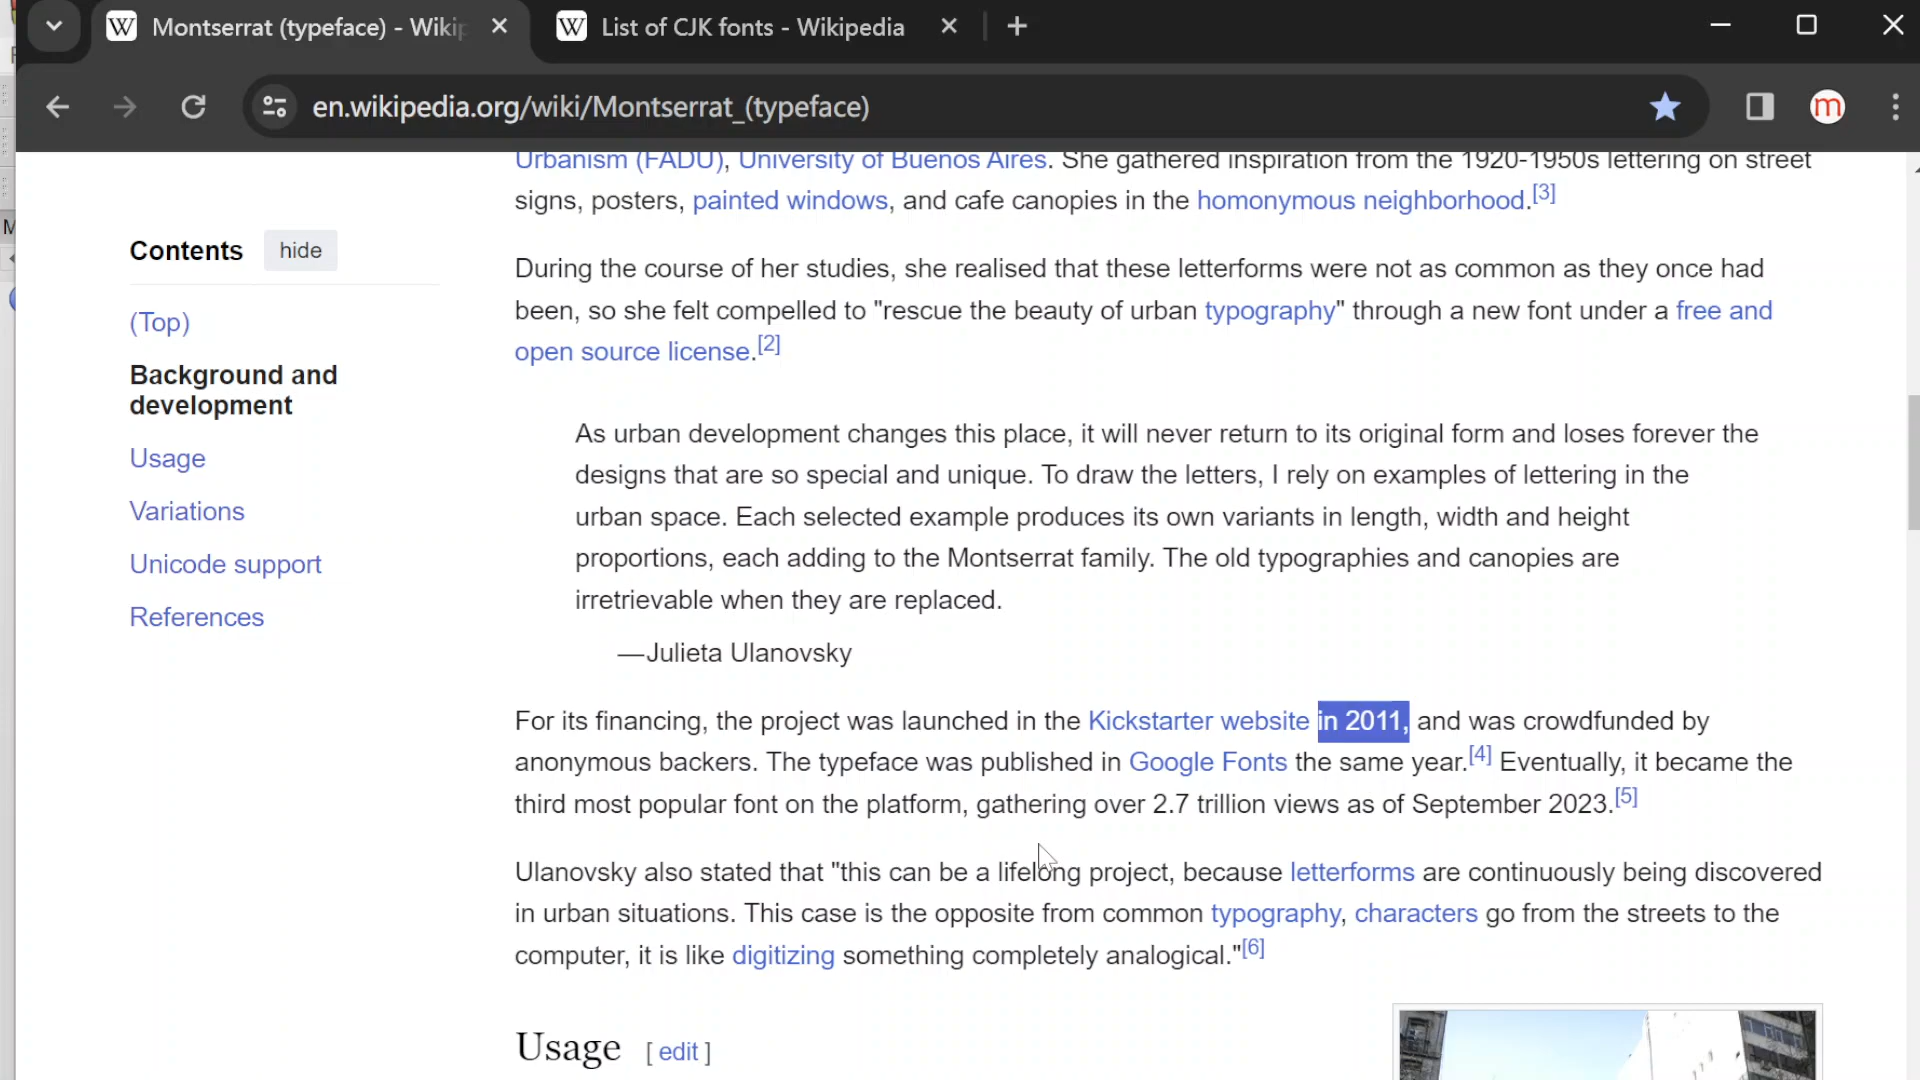 Montserrat (typeface) - Wikip
List of CJK fonts - Wikipedia
en.wikipedia.org/wiki/Montserrat_(typeface)
m
Contents
hide
(Top)
Background and
development
Usage
Variations
Unicode support
References
Urbanism (FADU), University of Buenos Aires. She gathered inspiration from the 1920-1950s lettering on street
signs, posters, painted windows, and cafe canopies in the homonymous neighborhood.[3]
During the course of her studies, she realised that these letterforms were not as common as they once had
been, so she felt compelled to "rescue the beauty of urban typography" through a new font under a free and
open source license.[2]
As urban development changes this place, it will never return to its original form and loses forever the
designs that are so special and unique. To draw the letters, I rely on examples of lettering in the
urban space. Each selected example produces its own variants in length, width and height
proportions, each adding to the Montserrat family. The old typographies and canopies are
irretrievable when they are replaced.
—Julieta Ulanovsky
For its financing, the project was launched in the Kickstarter website in 2011, and was crowdfunded by
anonymous backers. The typeface was published in Google Fonts the same year.[4] Eventually, it became the
third most popular font on the platform, gathering over 2.7 trillion views as of September 2023.[5]
Ulanovsky also stated that "this can be a lifelong project, because letterforms are continuously being discovered
in urban situations. This case is the opposite from common typography, characters go from the streets to the
computer, it is like digitizing something completely analogical."[6]
Usage [ edit ]